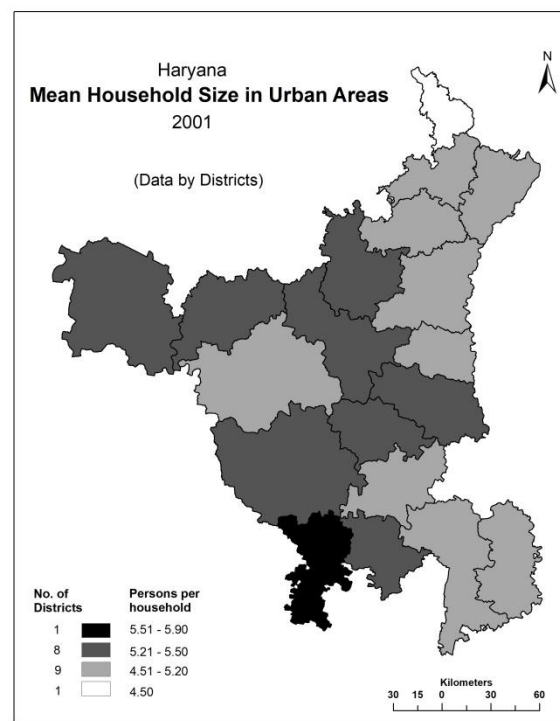 Haryana
Mean Household Size in Urban Areas
2001
(Data by Districts)
N
No. of Districts Persons per household
1 5.51 - 5.90
8 5.21 - 5.50
9 4.51 - 5.20
1 4.50
Kilometers
30 15 0 30 60